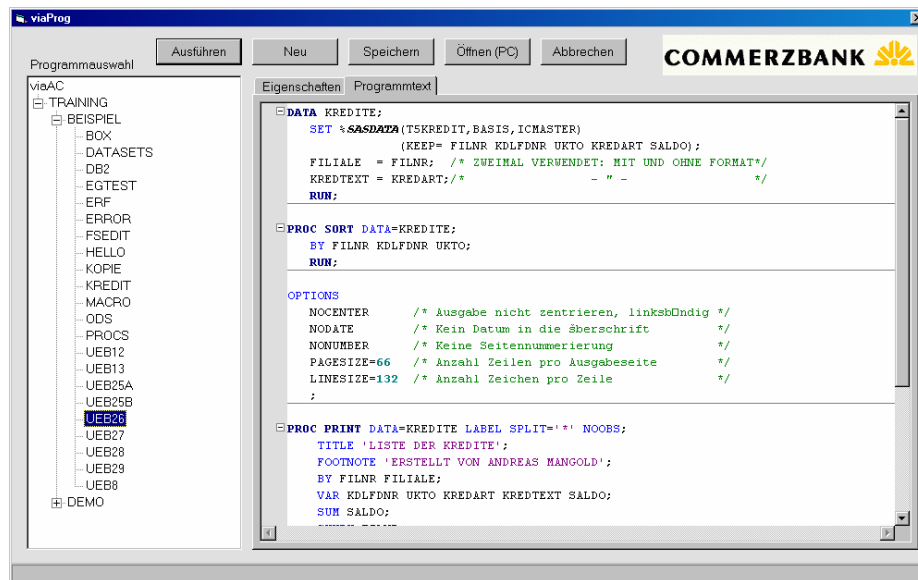 viaProg
Programmauswahl
Ausführen
Neu
Speichern
Öffnen (PC)
Abbrechen
COMMERZBANK
viaAC
TRAINING
BEISPIEL
BOX
DATASETS
DB2
EGTEST
ERF
ERROR
FSEDIT
HELLO
KOPIE
KREDIT
MACRO
ODS
PROCS
UEB12
UEB13
UEB25A
UEB25B
UEB26
UEB27
UEB28
UEB29
UEB8
DEMO
Eigenschaften
Programmtext
DATA KREDITE;
SET %SASDATA(T5KREDIT,BASIS,ICMASTER)
(KEEP= FILNR KDLFDNR UKTO KREDART SALDO);
FILIALE = FILNR; /* ZWEIMAL VERWENDET: MIT UND OHNE FORMAT*/
KREDTEXT = KREDART;/* - " - */
RUN;
PROC SORT DATA=KREDITE;
BY FILNR KDLFDNR UKTO;
RUN;
OPTIONS
NOCENTER /* Ausgabe nicht zentrieren, linksb□ndig */
NODATE /* Kein Datum in die šberschrift */
NONUMBER /* Keine Seitennummerierung */
PAGESIZE=66 /* Anzahl Zeilen pro Ausgabeseite */
LINESIZE=132 /* Anzahl Zeichen pro Zeile */
;
PROC PRINT DATA=KREDITE LABEL SPLIT='*' NOOBS;
TITLE 'LISTE DER KREDITE';
FOOTNOTE 'ERSTELLT VON ANDREAS MANGOLD';
BY FILNR FILIALE;
VAR KDLFDNR UKTO KREDART KREDTEXT SALDO;
SUM SALDO;